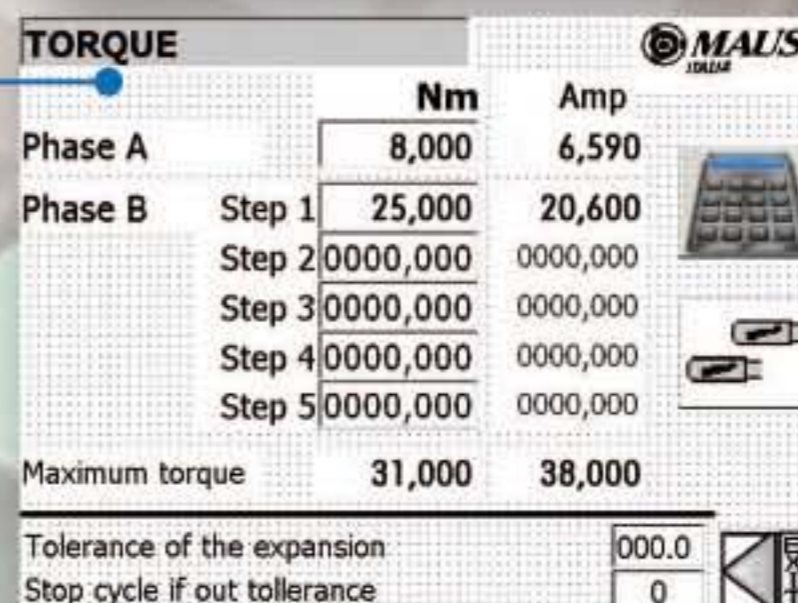 TORQUE
MAUS
ITALIA
Nm Amp
Phase A 8,000 6,590
Phase B Step 1 25,000 20,600
Step 2 0000,000 0000,000
Step 3 0000,000 0000,000
Step 4 0000,000 0000,000
Step 5 0000,000 0000,000
Maximum torque 31,000 38,000
Tolerance of the expansion 000.0
Stop cycle if out tollerance 0